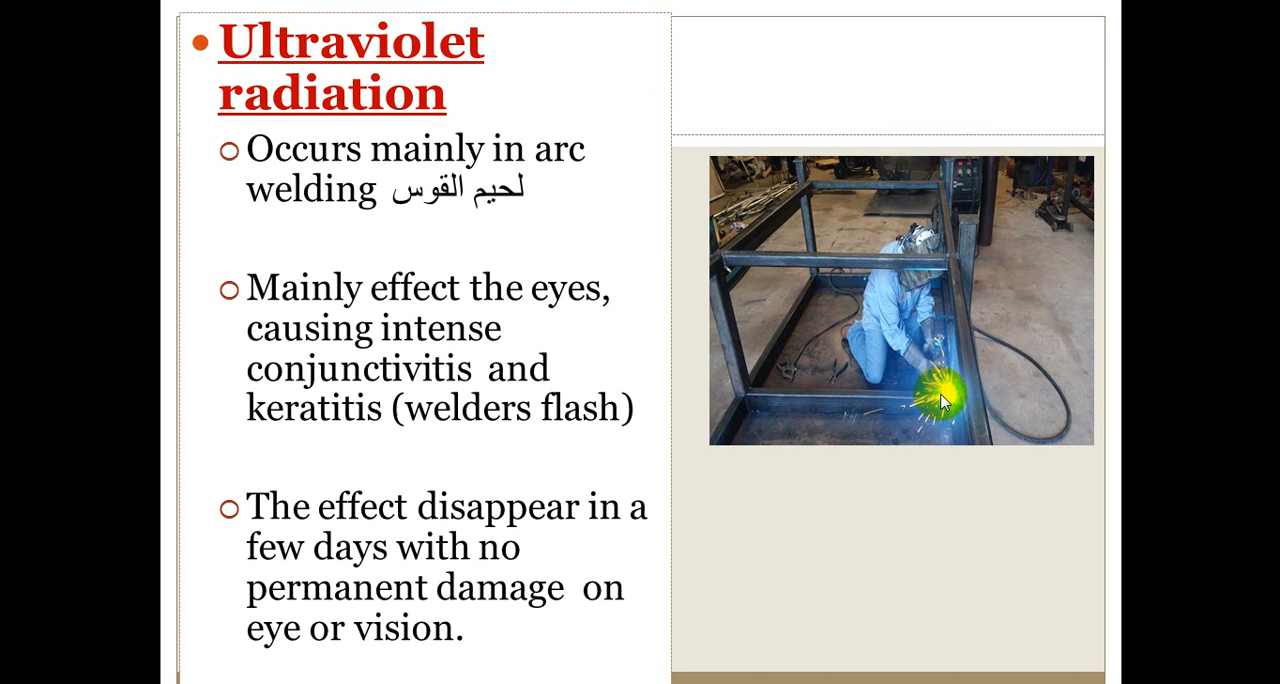 Ultraviolet
radiation
Occurs mainly in arc
welding لحيم القوس
Mainly effect the eyes,
causing intense
conjunctivitis and
keratitis (welders flash)
The effect disappear in a
few days with no
permanent damage on
eye or vision.